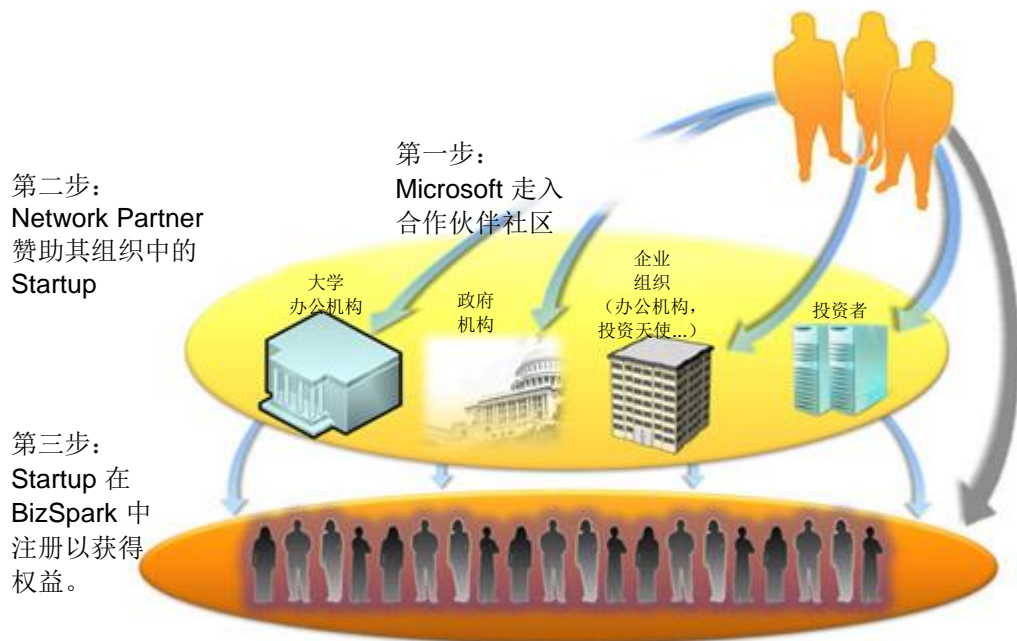 第一步：
Microsoft 走入
合作伙伴社区
第二步：
Network Partner
赞助其组织中的
Startup
大学
办公机构
政府
机构
企业
组织
（办公机构，
投资天使...）
投资者
第三步：
Startup 在
BizSpark 中
注册以获得
权益。